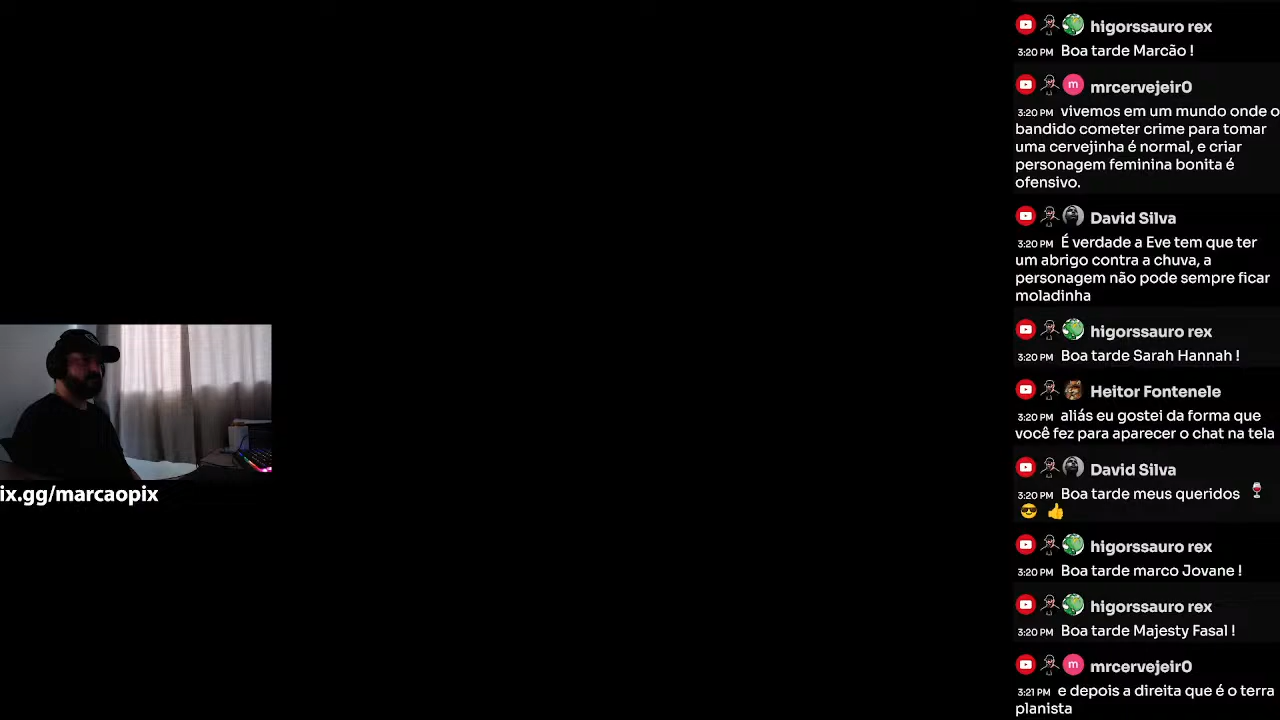 higorssauro rex
3:20 PM Boa tarde Marcão !
m mrcervejeir0
3:20 PM vivemos em um mundo onde o
bandido cometer crime para tomar
uma cervejinha é normal, e criar
personagem feminina bonita é
ofensivo.
David Silva
3:20 PM É verdade a Eve tem que ter
um abrigo contra a chuva, a
personagem não pode sempre ficar
moladinha
higorssauro rex
3:20 PM Boa tarde Sarah Hannah !
Heitor Fontenele
3:20 PM aliás eu gostei da forma que
você fez para aparecer o chat na tela
David Silva
3:20 PM Boa tarde meus queridos 🍷
😎 👍
higorssauro rex
3:20 PM Boa tarde marco Jovane !
higorssauro rex
3:20 PM Boa tarde Majesty Fasal !
m mrcervejeir0
3:21 PM e depois a direita que é o terra
planista
ix.gg/marcaopix